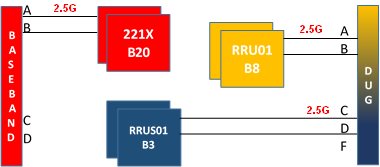 BASEBAND
A
B
C
D
2.5G
221X
B20
RRU01
B8
RRUS01
B3
2.5G
2.5G
A
B
C
D
F
DUG